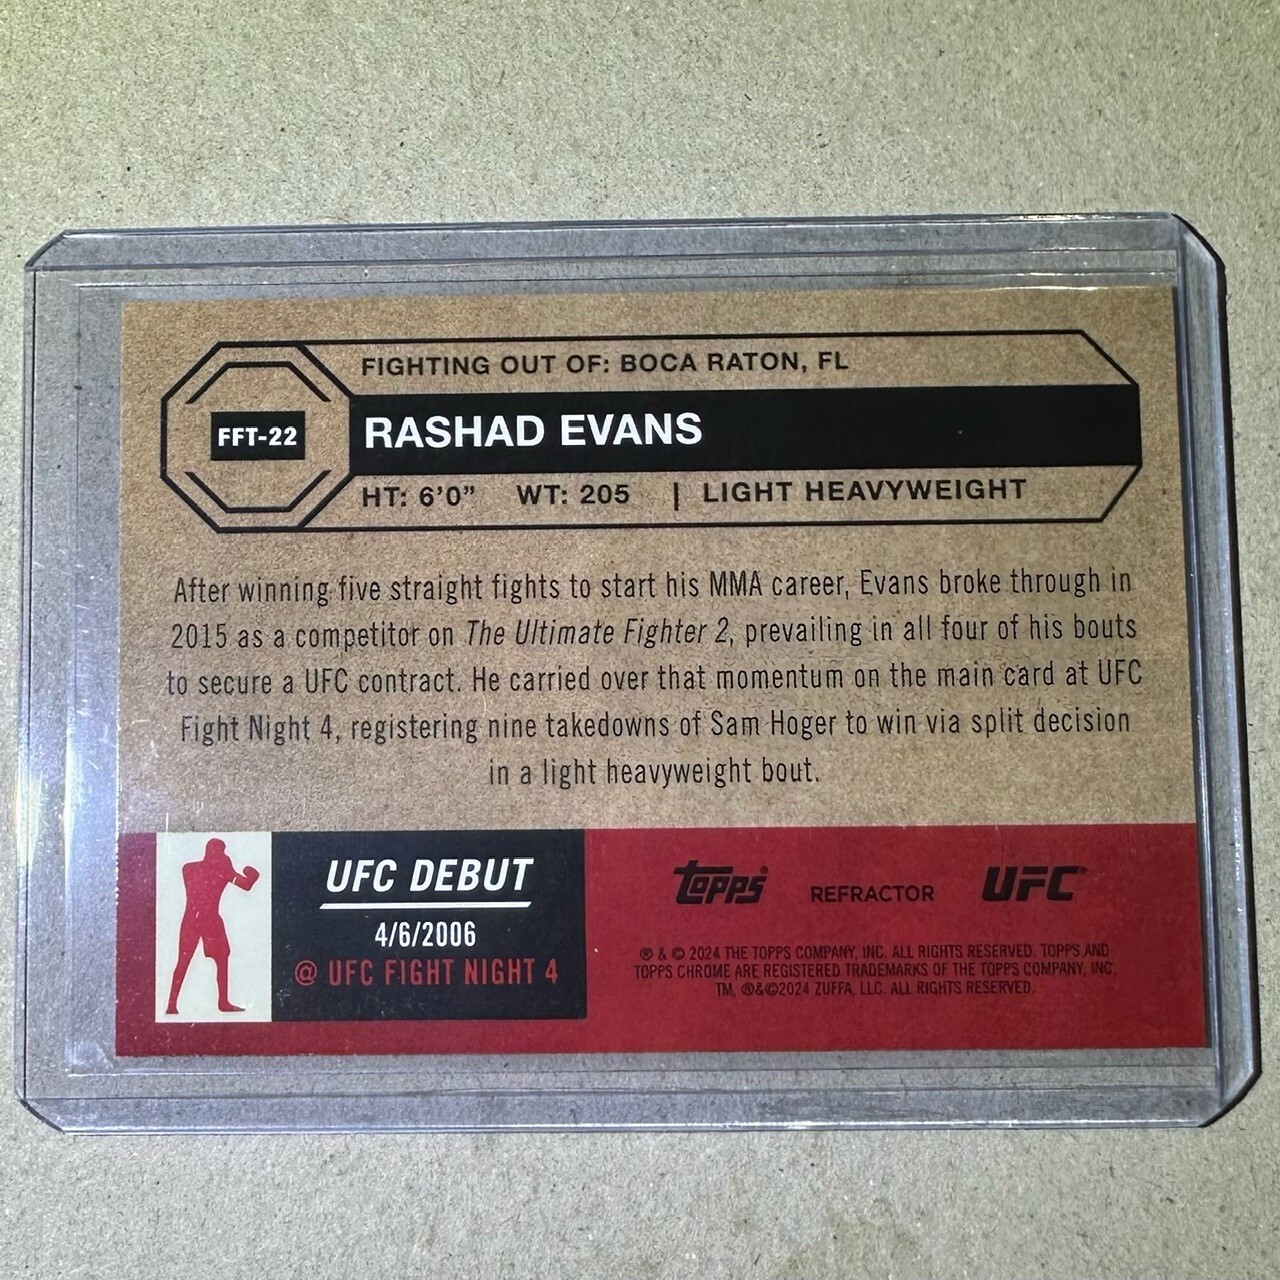 FIGHTING OUT OF: BOCA RATON, FL
FFT-22
RASHAD EVANS
HT: 6'0" WT: 205 | LIGHT HEAVYWEIGHT
After winning five straight fights to start his MMA career, Evans broke through in
2015 as a competitor on The Ultimate Fighter 2, prevailing in all four of his bouts
to secure a UFC contract. He carried over that momentum on the main card at UFC
Fight Night 4, registering nine takedowns of Sam Hoger to win via split decision
in a light heavyweight bout.
UFC DEBUT
4/6/2006
@ UFC FIGHT NIGHT 4
topps® REFRACTOR UFC®
® & © 2024 THE TOPPS COMPANY, INC. ALL RIGHTS RESERVED. TOPPS AND
TOPPS CHROME ARE REGISTERED TRADEMARKS OF THE TOPPS COMPANY, INC.
TM, ®&©2024 ZUFFA, LLC. ALL RIGHTS RESERVED.